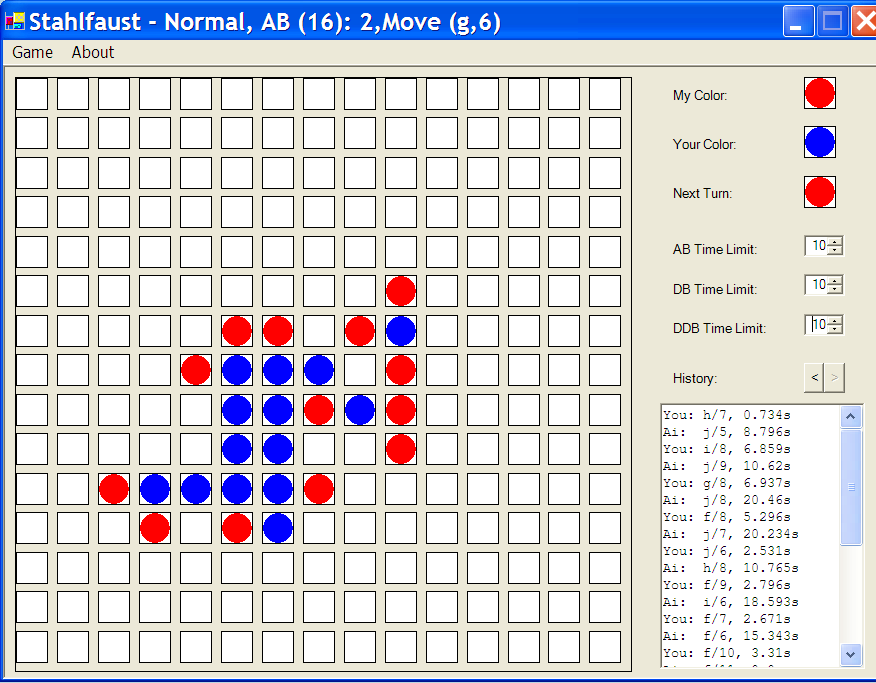 Stahlfaust - Normal, AB (16): 2,Move (g,6)
Game About
My Color:
Your Color:
Next Turn:
AB Time Limit: 10
DB Time Limit: 10
DDB Time Limit: 10
History: < >
You: h/7, 0.734s
Ai: j/5, 8.796s
You: i/8, 6.859s
Ai: j/9, 10.62s
You: g/8, 6.937s
Ai: j/8, 20.46s
You: f/8, 5.296s
Ai: j/7, 20.234s
You: j/6, 2.531s
Ai: h/8, 10.765s
You: f/9, 2.796s
Ai: i/6, 18.593s
You: f/7, 2.671s
Ai: f/6, 15.343s
You: f/10, 3.31s